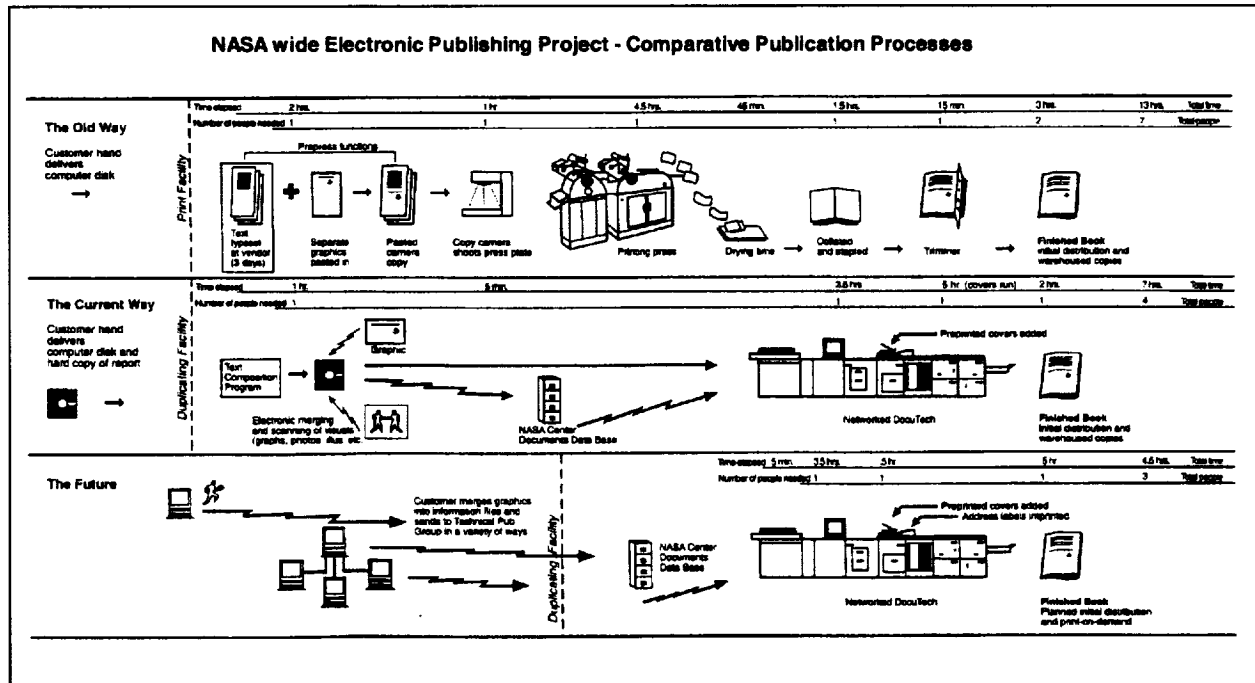 NASA wide Electronic Publishing Project - Comparative Publication Processes
Time elapsed 2 hrs. 1 hr 4.5 hrs. 45 min. 1.5 hrs. 15 min. 3 hrs. 13 hrs. Total time
Number of people needed 1 1 1 1 1 2 7 Total people
The Old Way
Customer hand
delivers
computer disk
Print Facility
Prepress functions
Text
typeset
at vendor
(3 days)
Separate
graphics
pasted in
Pasted
camera
copy
Copy camera
shoots press plate
Printing press
Drying time
Collated
and stapled
Trimmer
Finished Book
Initial distribution and
warehoused copies
Time elapsed 1 hr. 5 min. 3.5 hrs .5 hr (covers run) 2 hrs. 7 hrs. Total time
Number of people needed 1 1 1 1 4 Total people
The Current Way
Customer hand
delivers
computer disk and
hard copy of report
Duplicating Facility
Text
Composition
Program
Graphic
Electronic merging
and scanning of visuals
(graphs, photos, illus. etc.
NASA Center
Documents Data Base
Preprinted covers added
Networked DocuTech
Finished Book
Initial distribution and
warehoused copies
Time elapsed 5 min. 3.5 hrs. .5 hr .5 hr 4.5 hrs. Total time
Number of people needed 1 1 1 3 Total people
The Future
Customer merges graphics
into information files and
sends to Technical Pub
Group in a variety of ways
Duplicating Facility
NASA Center
Documents
Data Base
Preprinted covers added
Address labels imprinted
Networked DocuTech
Finished Book
Planned initial distribution
and print-on-demand